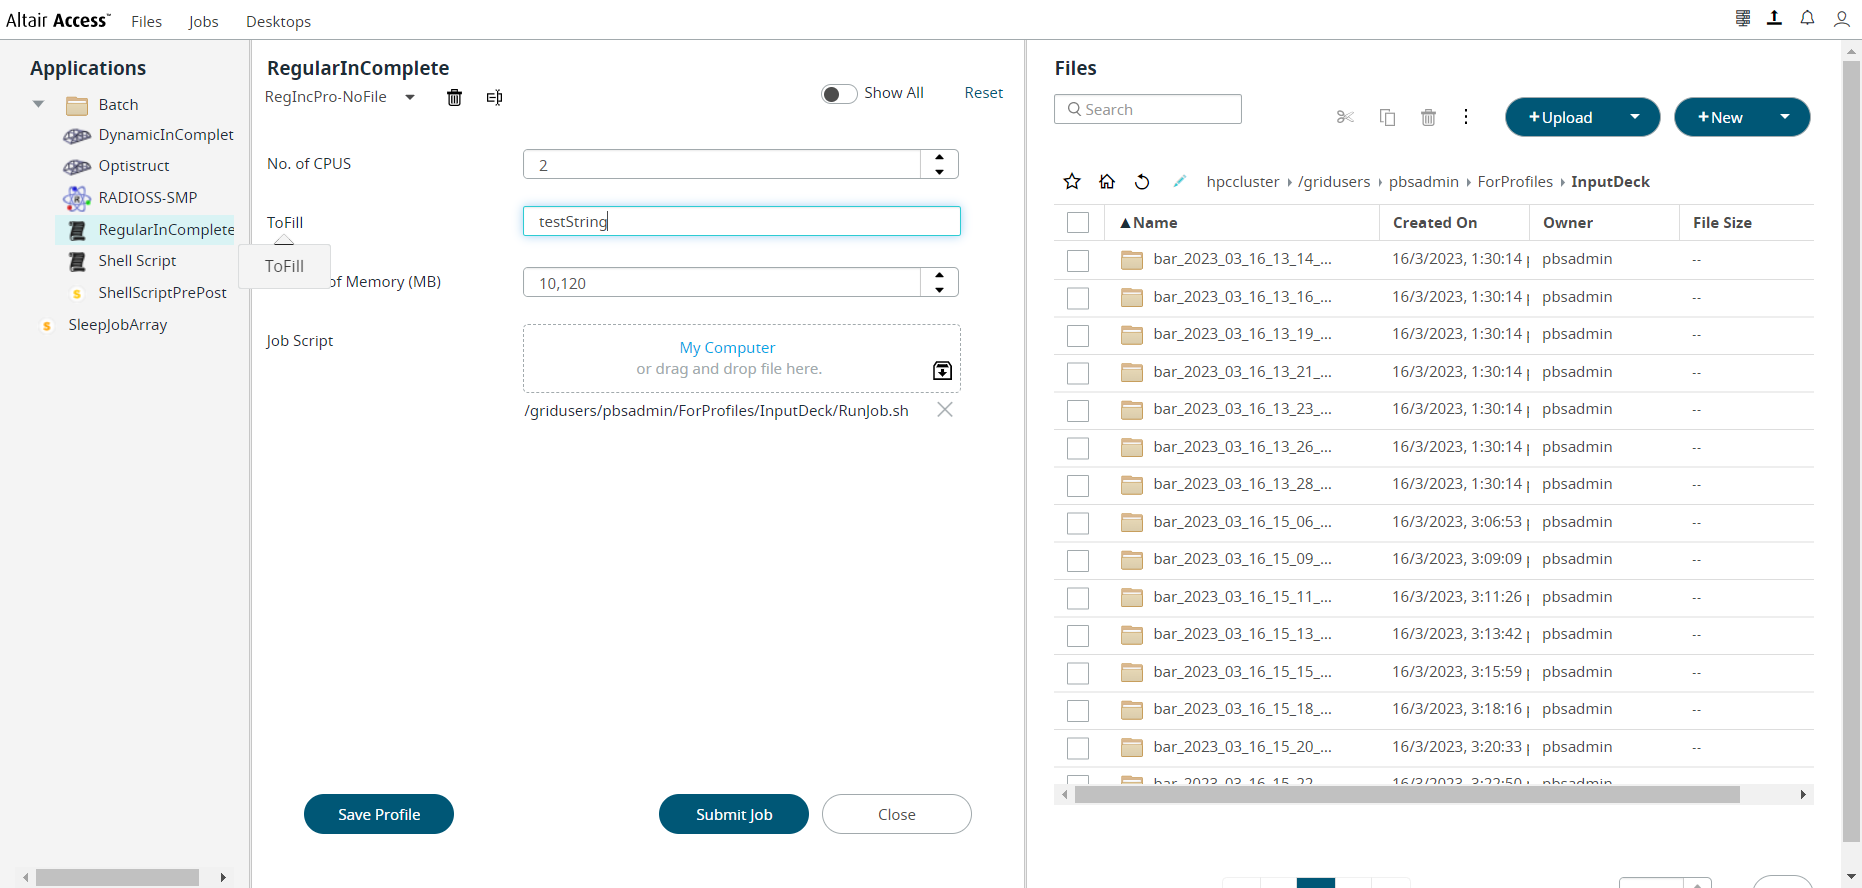 Altair Access™ Files Jobs Desktops
Applications
Batch
DynamicInComplet
Optistruct
RADIOSS-SMP
RegularInComplete
Shell Script
ShellScriptPrePost
SleepJobArray
RegularInComplete
RegIncPro-NoFile
Show All
Reset
No. of CPUS
2
ToFill
testString
ToFill
of Memory (MB)
10,120
Job Script
My Computer
or drag and drop file here.
/gridusers/pbsadmin/ForProfiles/InputDeck/RunJob.sh
Save Profile
Submit Job
Close
Files
Search
+Upload
+New
hpccluster /gridusers pbsadmin ForProfiles InputDeck
▲Name Created On Owner File Size
bar_2023_03_16_13_14_... 16/3/2023, 1:30:14 pbsadmin --
bar_2023_03_16_13_16_... 16/3/2023, 1:30:14 pbsadmin --
bar_2023_03_16_13_19_... 16/3/2023, 1:30:14 pbsadmin --
bar_2023_03_16_13_21_... 16/3/2023, 1:30:14 pbsadmin --
bar_2023_03_16_13_23_... 16/3/2023, 1:30:14 pbsadmin --
bar_2023_03_16_13_26_... 16/3/2023, 1:30:14 pbsadmin --
bar_2023_03_16_13_28_... 16/3/2023, 1:30:14 pbsadmin --
bar_2023_03_16_15_06_... 16/3/2023, 3:06:53 pbsadmin --
bar_2023_03_16_15_09_... 16/3/2023, 3:09:09 pbsadmin --
bar_2023_03_16_15_11_... 16/3/2023, 3:11:26 pbsadmin --
bar_2023_03_16_15_13_... 16/3/2023, 3:13:42 pbsadmin --
bar_2023_03_16_15_15_... 16/3/2023, 3:15:59 pbsadmin --
bar_2023_03_16_15_18_... 16/3/2023, 3:18:16 pbsadmin --
bar_2023_03_16_15_20_... 16/3/2023, 3:20:33 pbsadmin --
bar_2023_03_16_15_22_... 16/3/2023, 3:22:50 pbsadmin --